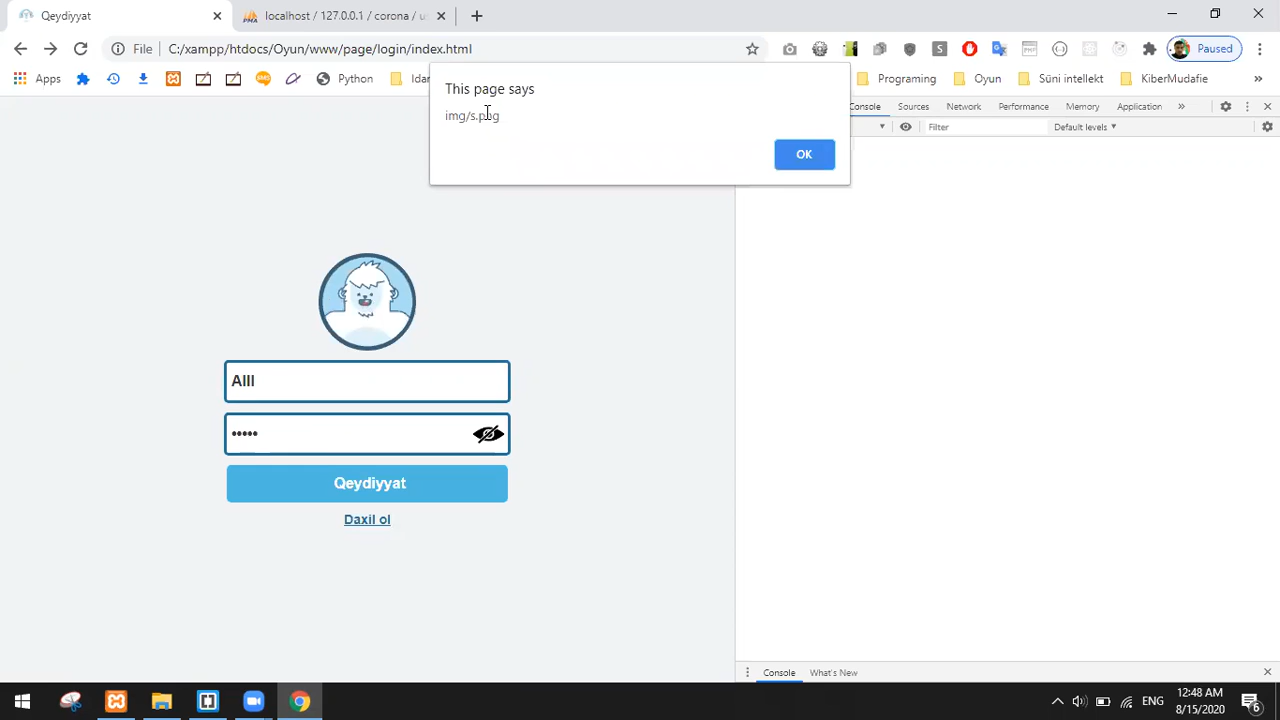 Qeydiyyat
localhost / 127.0.0.1 / corona / u
File C:/xampp/htdocs/Oyun/www/page/login/index.html
Paused
Apps
Python
Idar
Programing
Oyun
Süni intellekt
KiberMudafie
This page says
img/s.png
OK
Console Sources Network Performance Memory Application
Filter
Default levels
Alll
•••••
Qeydiyyat
Daxil ol
Console What's New
ENG
12:48 AM
8/15/2020
6